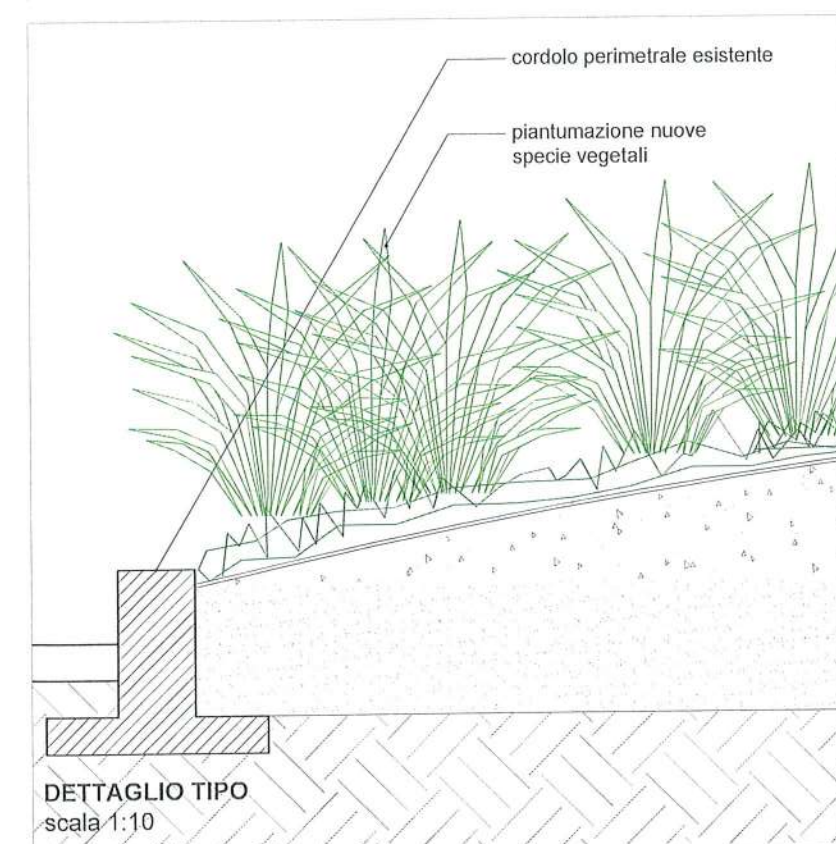 cordolo perimetrale esistente
piantumazione nuove
specie vegetali
DETTAGLIO TIPO
scala 1:10